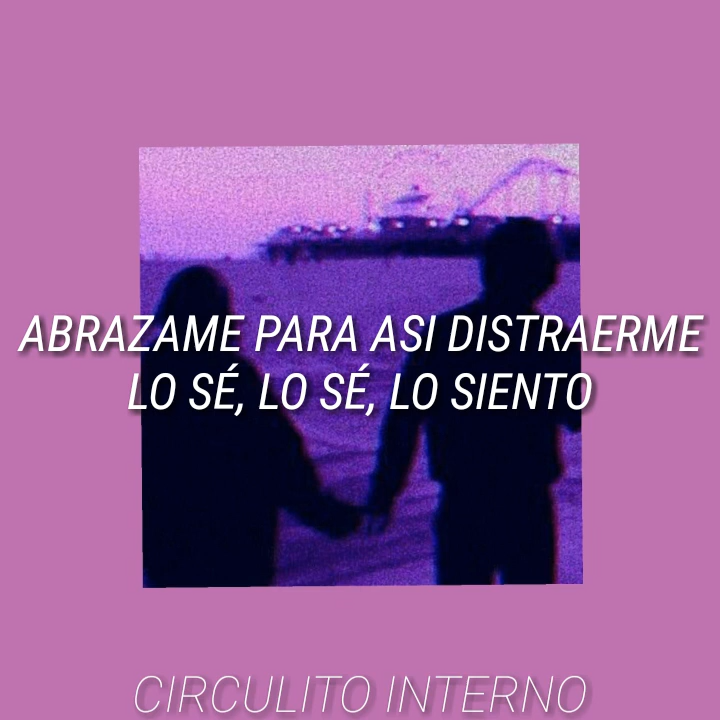 ABRAZAME PARA ASI DISTRAERME
LO SÉ, LO SÉ, LO SIENTO
CIRCULITO INTERNO